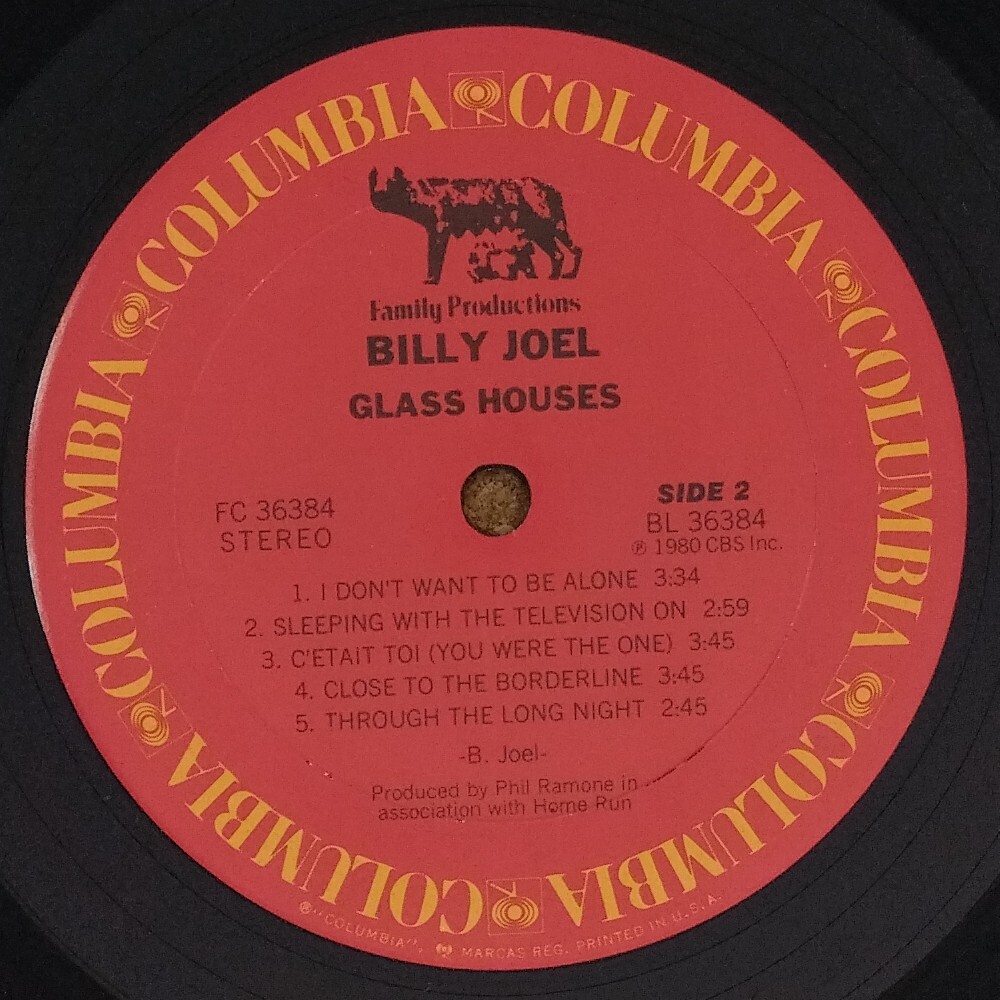 COLUMBIA COLUMBIA COLUMBIA COLUMBIA COLUMBIA COLUMBIA COLUMBIA
Family Productions
BILLY JOEL
GLASS HOUSES
FC 36384
STEREO
SIDE 2
BL 36384
℗ 1980 CBS Inc.
1. I DON'T WANT TO BE ALONE 3:34
2. SLEEPING WITH THE TELEVISION ON 2:59
3. C'ETAIT TOI (YOU WERE THE ONE) 3:45
4. CLOSE TO THE BORDERLINE 3:45
5. THROUGH THE LONG NIGHT 2:45
-B. Joel-
Produced by Phil Ramone in
association with Home Run
® "COLUMBIA", MARCAS REG. PRINTED IN U.S.A.